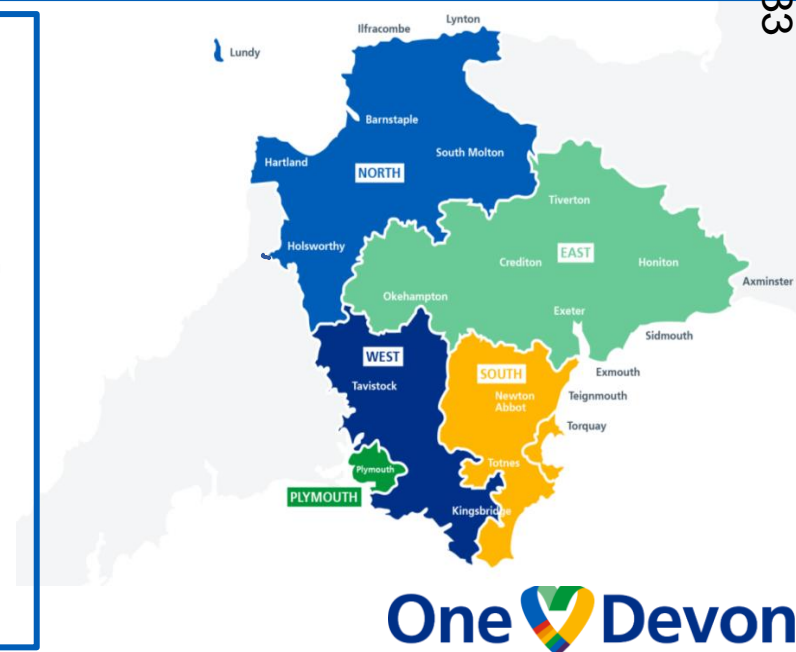 33
Lynton
Ilfracombe
Lundy
Barnstaple
South Molton
Hartland
NORTH
Tiverton
Holsworthy
EAST
Crediton
Honiton
Axminster
Okehampton
Exeter
Sidmouth
WEST
Exmouth
SOUTH
Tavistock
Newton
Abbot
Teignmouth
Torquay
Totnes
Plymouth
PLYMOUTH
Kingsbridge
One Devon